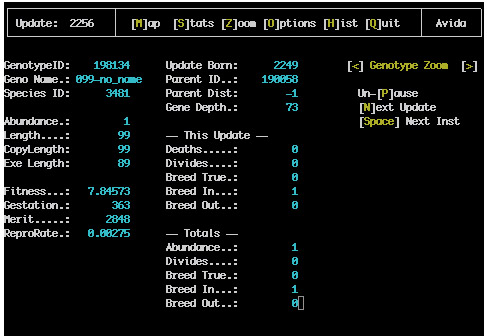 Update: 2256 [M]ap [S]tats [Z]oom [O]ptions [H]ist [Q]uit Avida
GenotypeID: 198134 Update Born: 2249 [<] Genotype Zoom [>]
Geno Name.: 099-no_name Parent ID..: 190058
Species ID: 3481 Parent Dist: -1 Un-[P]ause
Gene Depth.: 73 [N]ext Update
Abundance.: 1 [Space] Next Inst
Length....: 99 -- This Update --
CopyLength: 99 Deaths.....: 0
Exe Length: 89 Divides....: 0
Breed True.: 0
Fitness...: 7.84573 Breed In...: 1
Gestation.: 363 Breed Out..: 0
Merit.....: 2848
ReproRate.: 0.00275 -- Totals --
Abundance..: 1
Divides....: 0
Breed True.: 0
Breed In...: 1
Breed Out..: 0